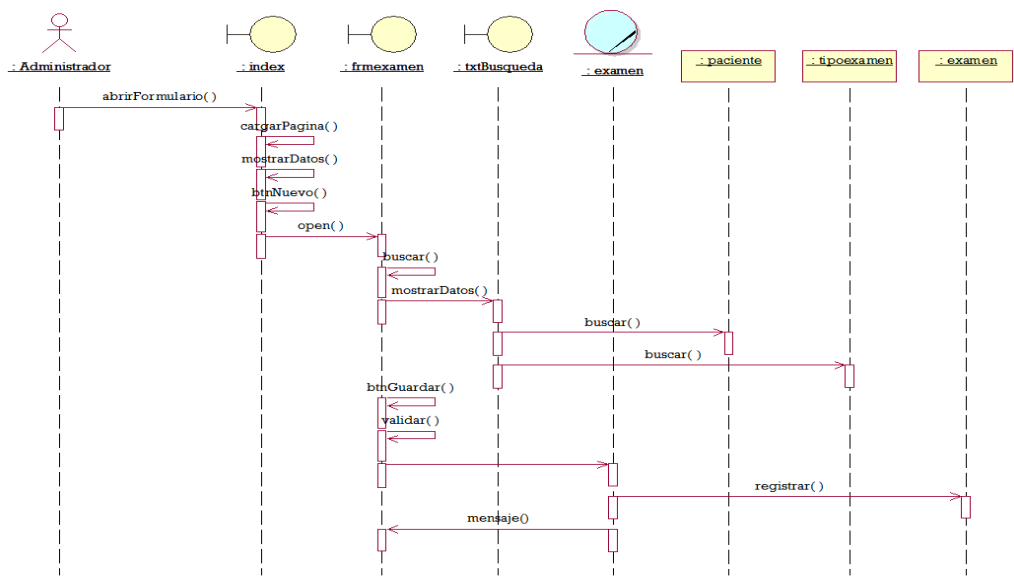 : Administrador
: index
: frmexamen
: txtBusqueda
: examen
: paciente
: tipoexamen
: examen
abrirFormulario( )
cargarPagina( )
mostrarDatos( )
btnNuevo( )
open( )
buscar( )
mostrarDatos( )
buscar( )
buscar( )
btnGuardar( )
validar( )
registrar( )
mensaje()